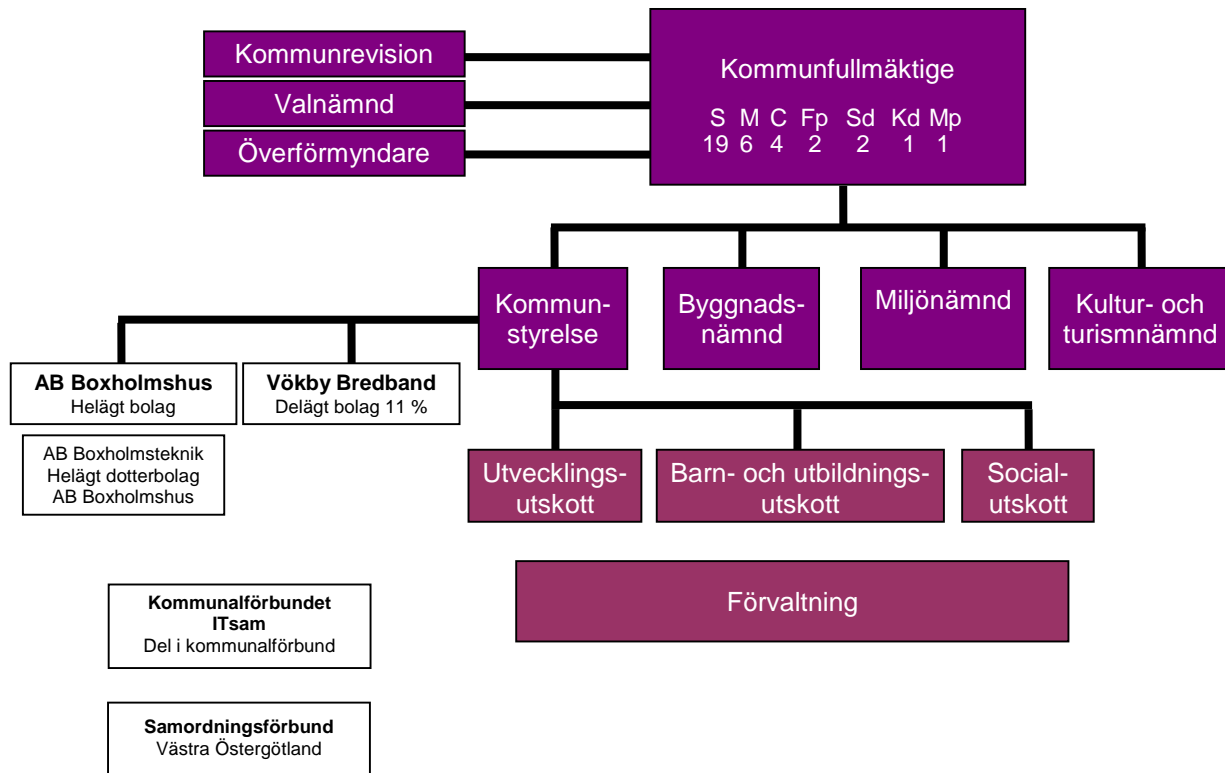 Kommunrevision
Valnämnd
Överförmyndare
Kommunfullmäktige
S M C Fp Sd Kd Mp
19 6 4 2 2 1 1
Kommun-
styrelse
Byggnads-
nämnd
Miljönämnd
Kultur- och
turismnämnd
AB Boxholmshus
Helägt bolag
Vökby Bredband
Delägt bolag 11 %
AB Boxholmsteknik
Helägt dotterbolag
AB Boxholmshus
Utvecklings-
utskott
Barn- och utbildnings-
utskott
Social-
utskott
Förvaltning
Kommunalförbundet
ITsam
Del i kommunalförbund
Samordningsförbund
Västra Östergötland